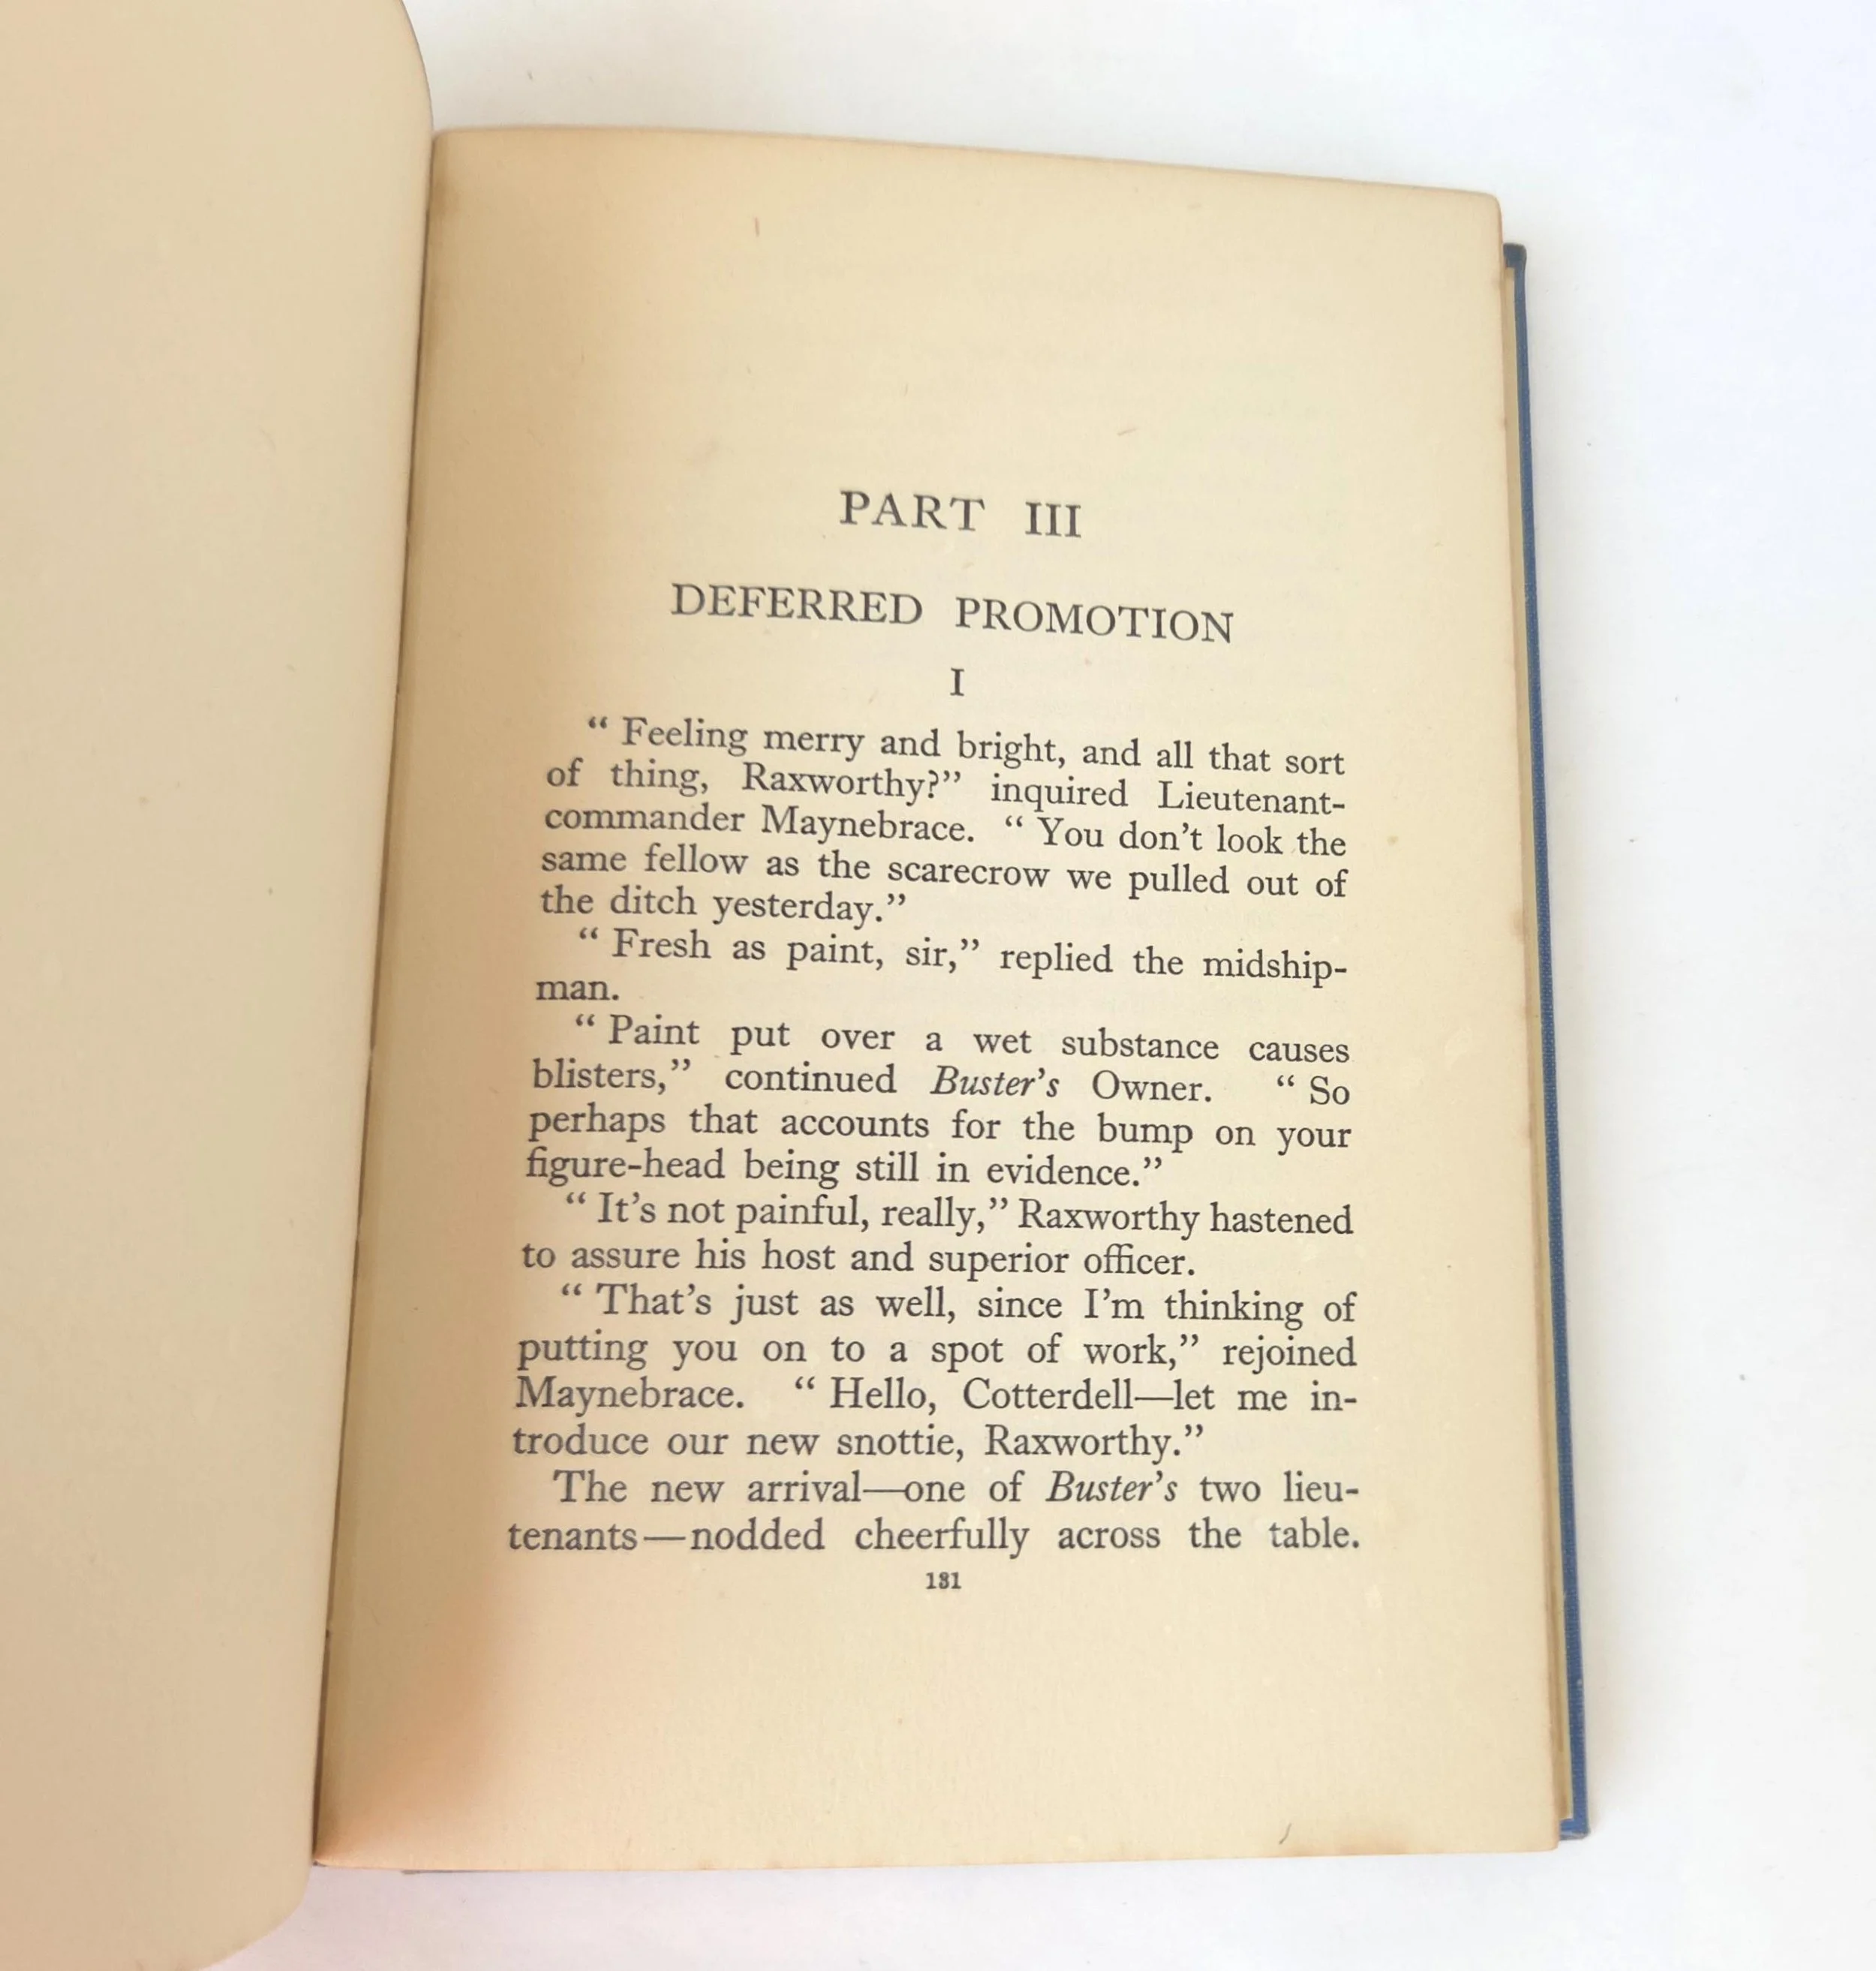 PART III
DEFERRED PROMOTION
I
“ Feeling merry and bright, and all that sort
of thing, Raxworthy?” inquired Lieutenant-
commander Maynebrace. “ You don’t look the
same fellow as the scarecrow we pulled out of
the ditch yesterday.”
“ Fresh as paint, sir,” replied the midship-
man.
“ Paint put over a wet substance causes
blisters,” continued Buster’s Owner. “ So
perhaps that accounts for the bump on your
figure-head being still in evidence.”
“ It’s not painful, really,” Raxworthy hastened
to assure his host and superior officer.
“ That’s just as well, since I’m thinking of
putting you on to a spot of work,” rejoined
Maynebrace. “ Hello, Cotterdell—let me in-
troduce our new snottie, Raxworthy.”
The new arrival—one of Buster’s two lieu-
tenants—nodded cheerfully across the table.
181